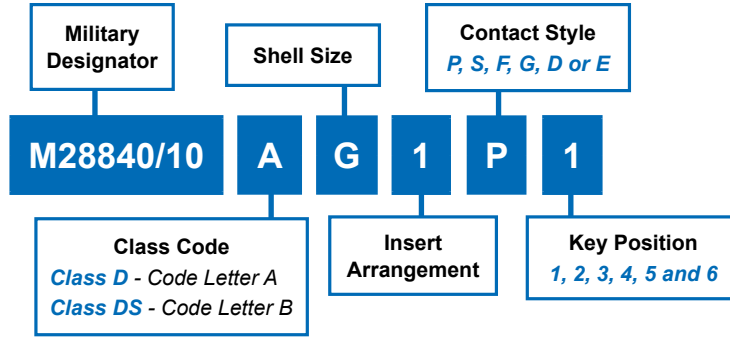 Military
Designator
Shell Size
Contact Style
P, S, F, G, D or E
M28840/10 A G 1 P 1
Class Code
Class D - Code Letter A
Class DS - Code Letter B
Insert
Arrangement
Key Position
1, 2, 3, 4, 5 and 6